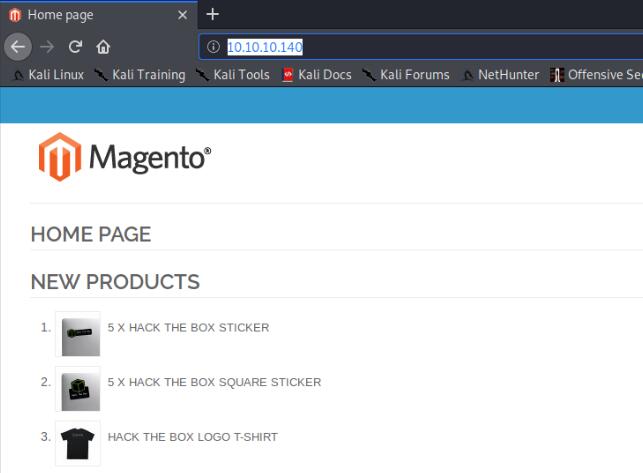 Home page
10.10.10.140
Kali Linux Kali Training Kali Tools Kali Docs Kali Forums NetHunter Offensive Sec
Magento®
HOME PAGE
NEW PRODUCTS
1. 5 X HACK THE BOX STICKER
2. 5 X HACK THE BOX SQUARE STICKER
3. HACK THE BOX LOGO T-SHIRT